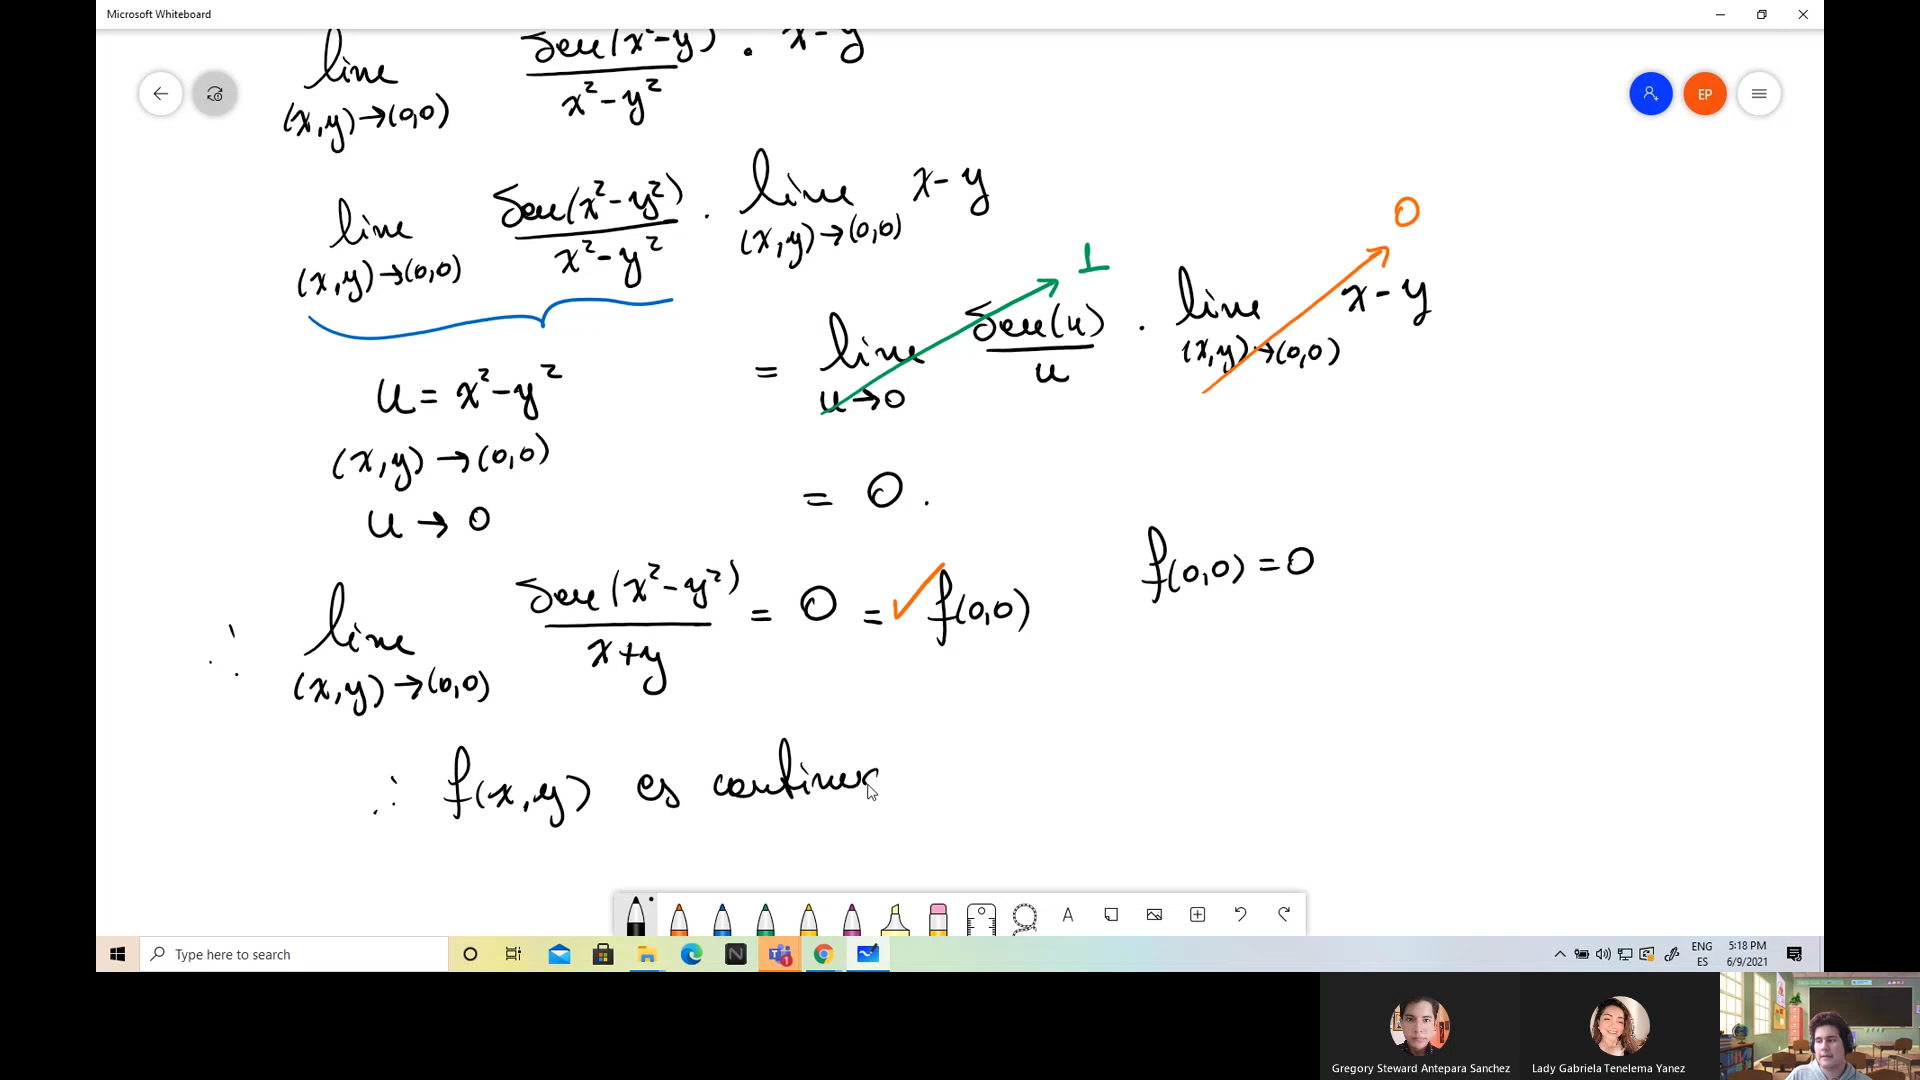 Microsoft Whiteboard
lim sen(x²-y) / x²-y² · x-y
(x,y)→(0,0)
lim sen(x²-y²) / x²-y² · lim x-y
(x,y)→(0,0) (x,y)→(0,0)
EP
u = x²-y²
(x,y)→(0,0)
u→0
= lim sen(u) / u · lim x-y
u→0 (x,y)→(0,0)
1
0
= 0.
f(0,0) = 0
∴ lim sen(x²-y²) / x+y = 0 = ✓ f(0,0)
(x,y)→(0,0)
∴ f(x,y) es continua
Type here to search
1
ENG
ES
5:18 PM
6/9/2021
Gregory Steward Antepara Sanchez
Lady Gabriela Tenelema Yanez